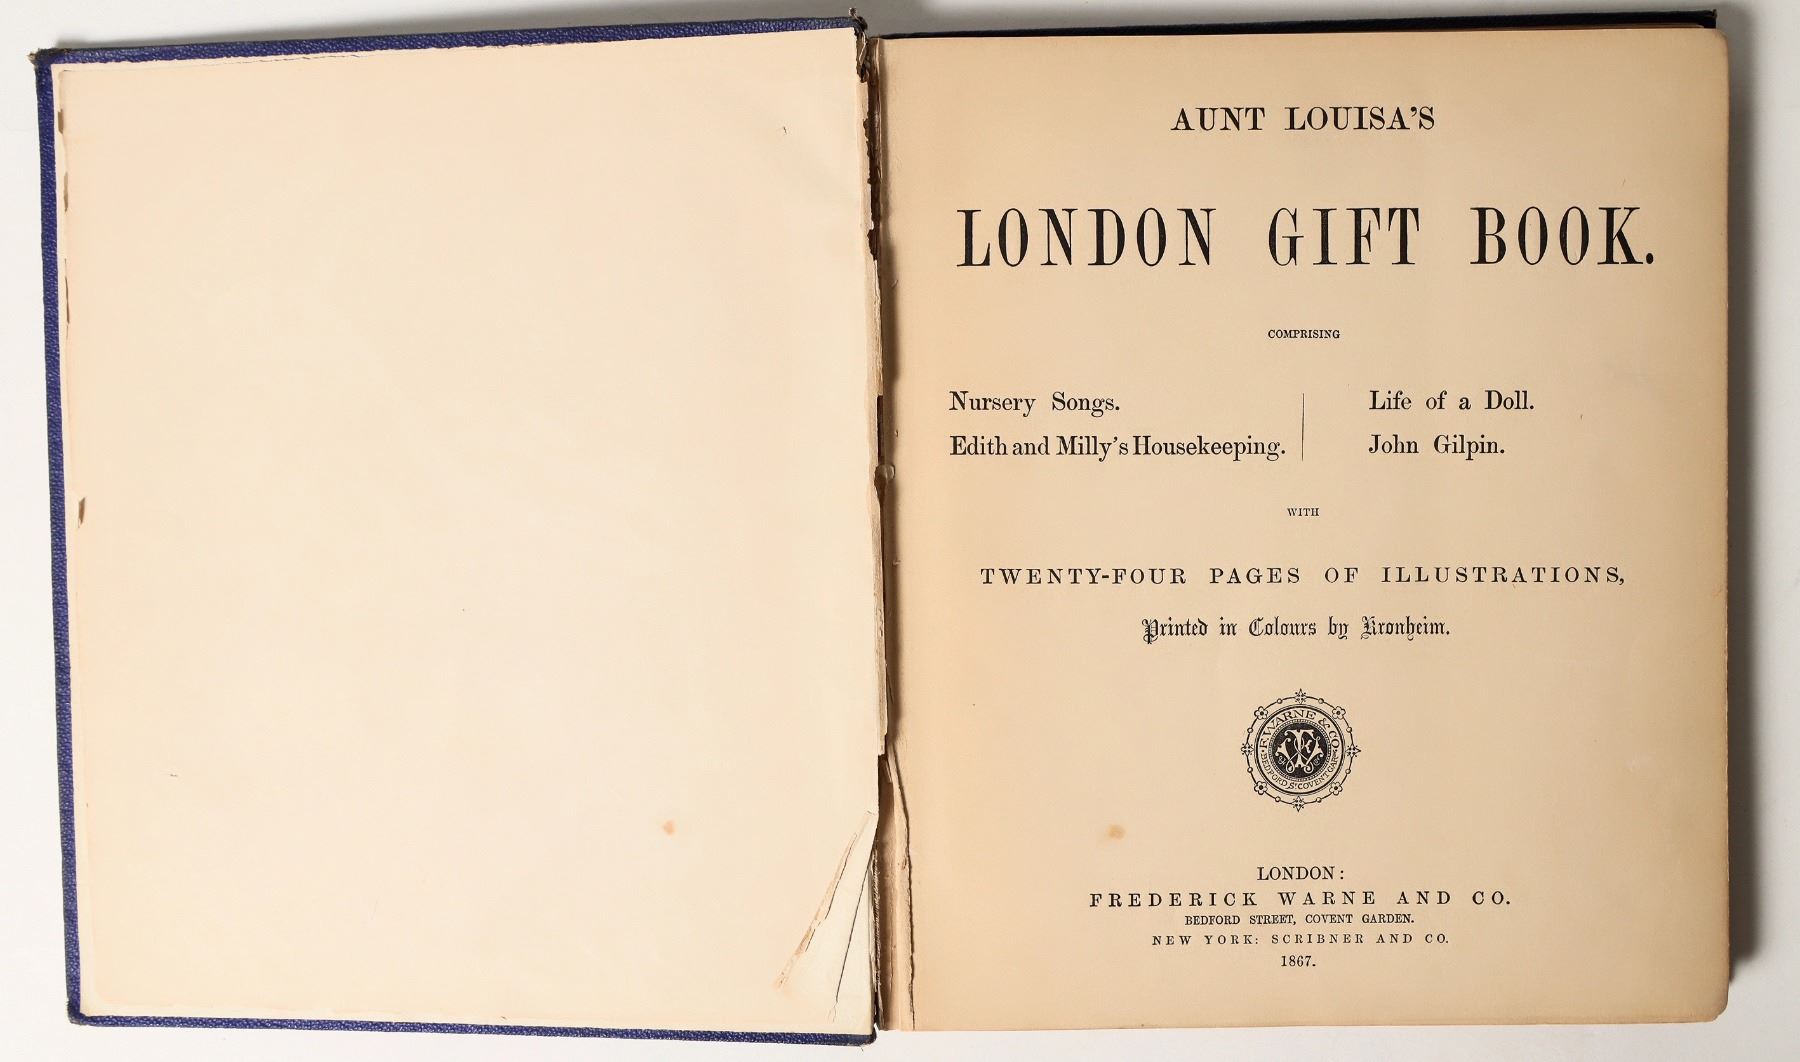 AUNT LOUISA'S
LONDON GIFT BOOK.
COMPRISING
Nursery Songs.
Edith and Milly's Housekeeping.
Life of a Doll.
John Gilpin.
WITH
TWENTY-FOUR PAGES OF ILLUSTRATIONS,
Printed in Colours by Kronheim.
F. WARNE & CO.
BEDFORD ST COVENT GARN
LONDON:
FREDERICK WARNE AND CO.
BEDFORD STREET, COVENT GARDEN.
NEW YORK: SCRIBNER AND CO.
1867.